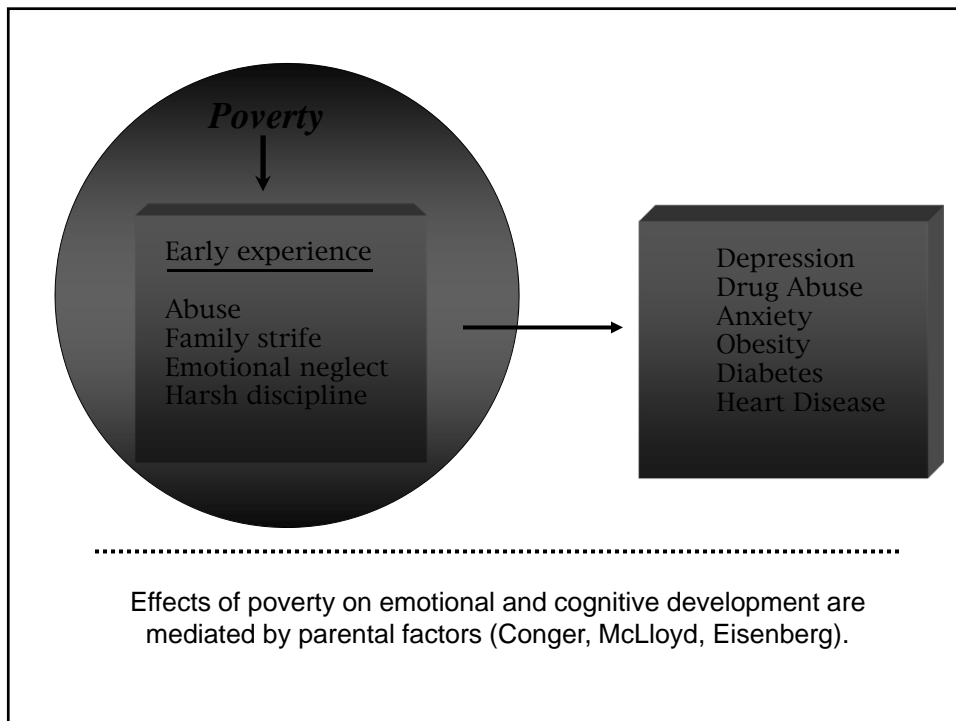 Poverty
Early experience
Abuse
Family strife
Emotional neglect
Harsh discipline
Depression
Drug Abuse
Anxiety
Obesity
Diabetes
Heart Disease
Effects of poverty on emotional and cognitive development are
mediated by parental factors (Conger, McLloyd, Eisenberg).